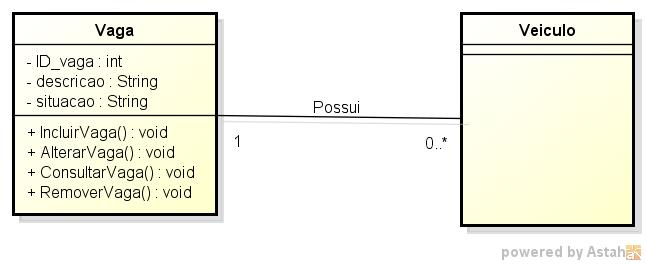 Vaga
- ID_vaga : int
- descricao : String
- situacao : String
+ IncluirVaga() : void
+ AlterarVaga() : void
+ ConsultarVaga() : void
+ RemoverVaga() : void
Possui
1
0..*
Veiculo
powered by Astah